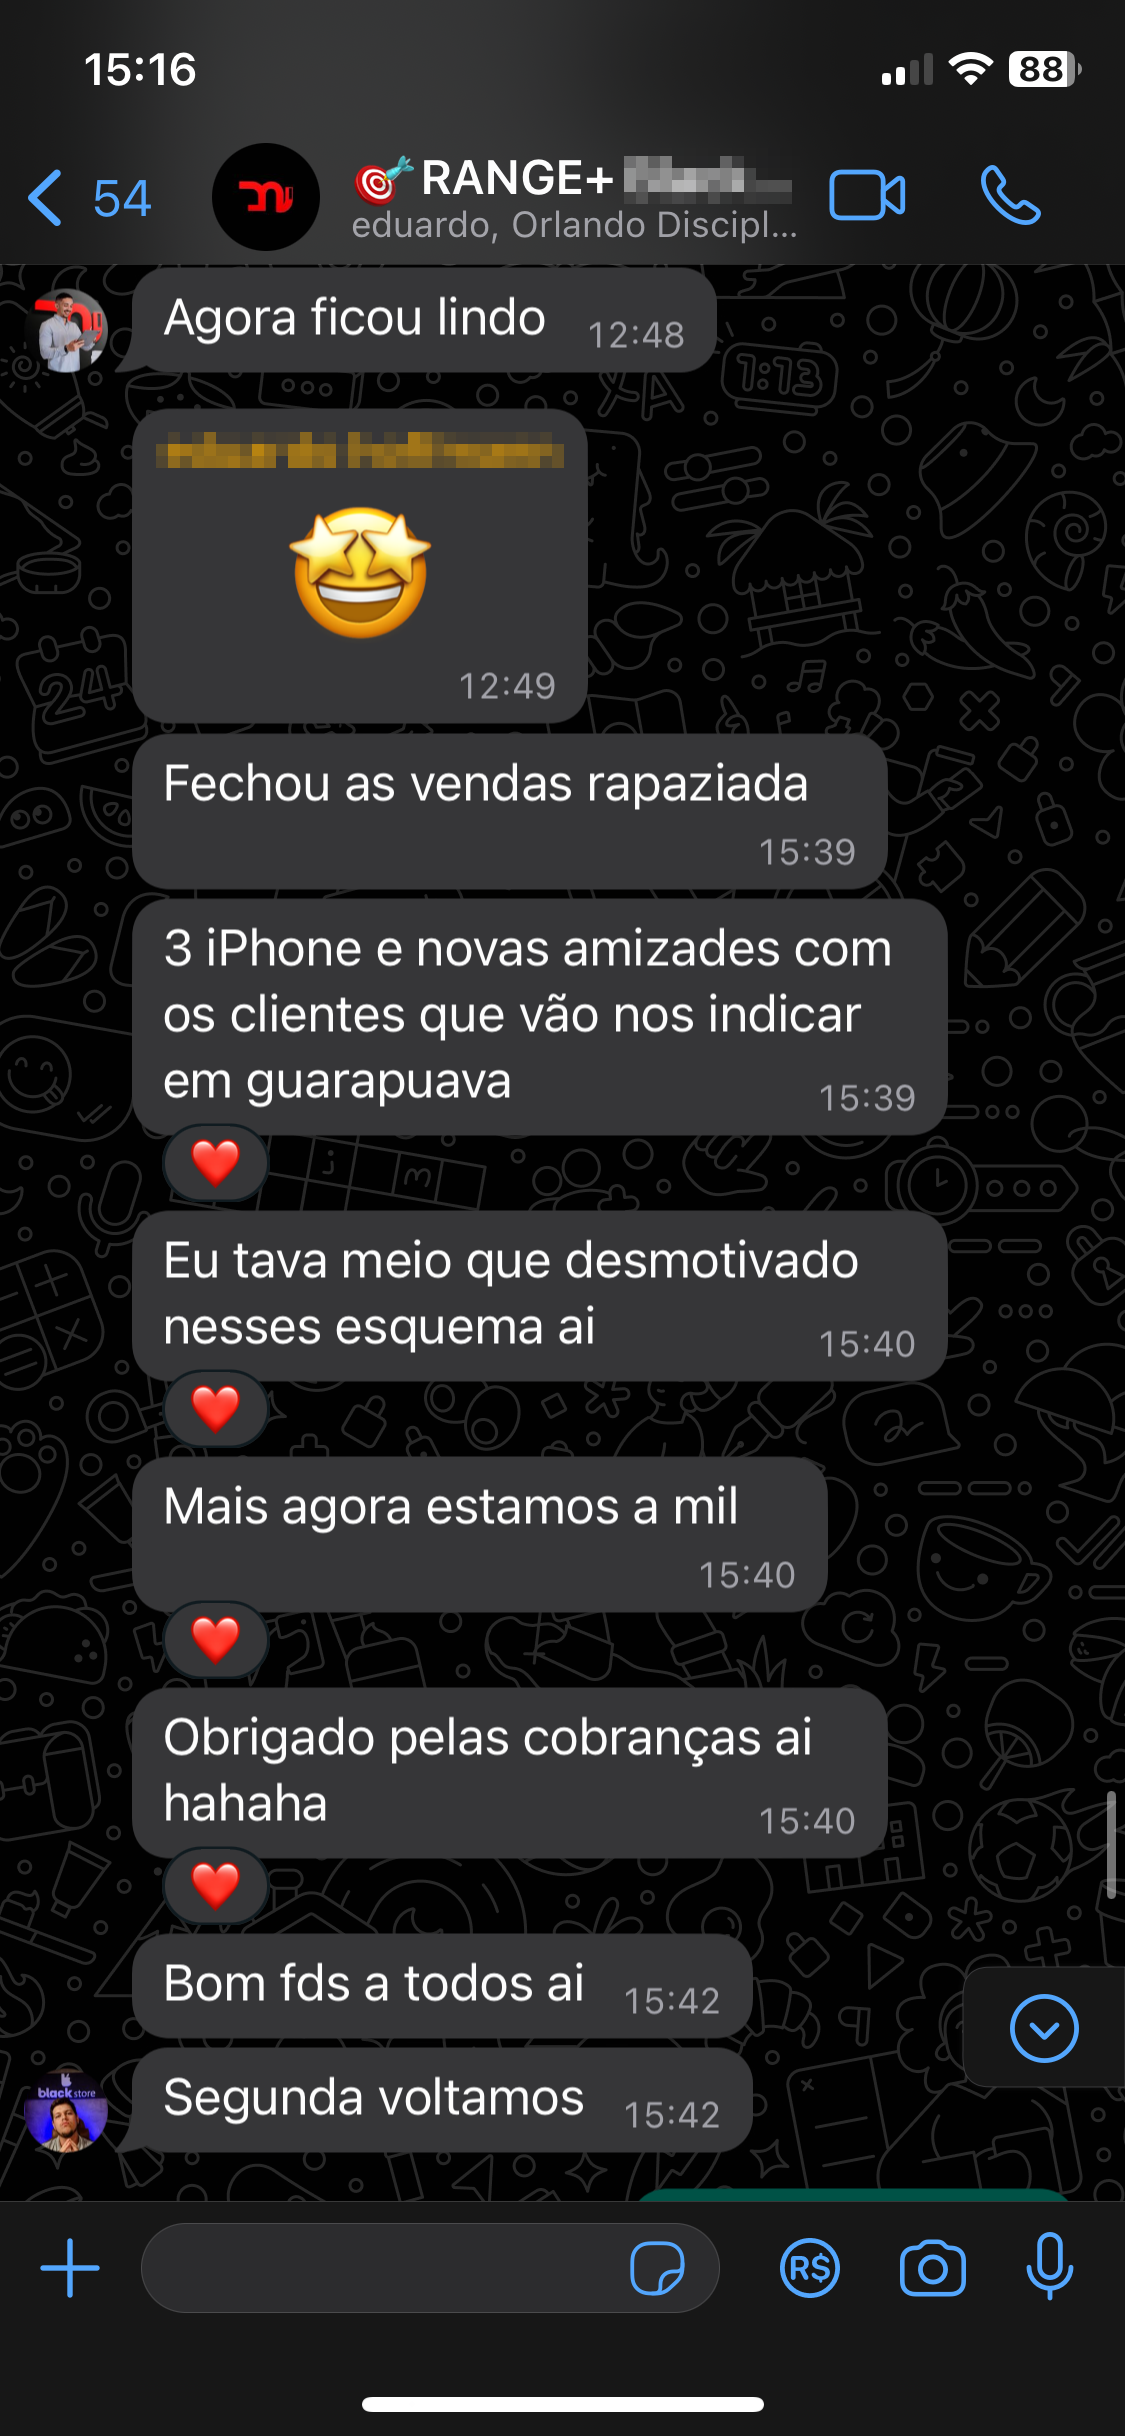 15:16
88
54
RANGE+
eduardo, Orlando Discipl...
Agora ficou lindo
12:48
12:49
Fechou as vendas rapaziada
15:39
3 iPhone e novas amizades com
os clientes que vão nos indicar
em guarapuava
15:39
Eu tava meio que desmotivado
nesses esquema ai
15:40
Mais agora estamos a mil
15:40
Obrigado pelas cobranças ai
hahaha
15:40
Bom fds a todos ai
15:42
black store
Segunda voltamos
15:42
R$